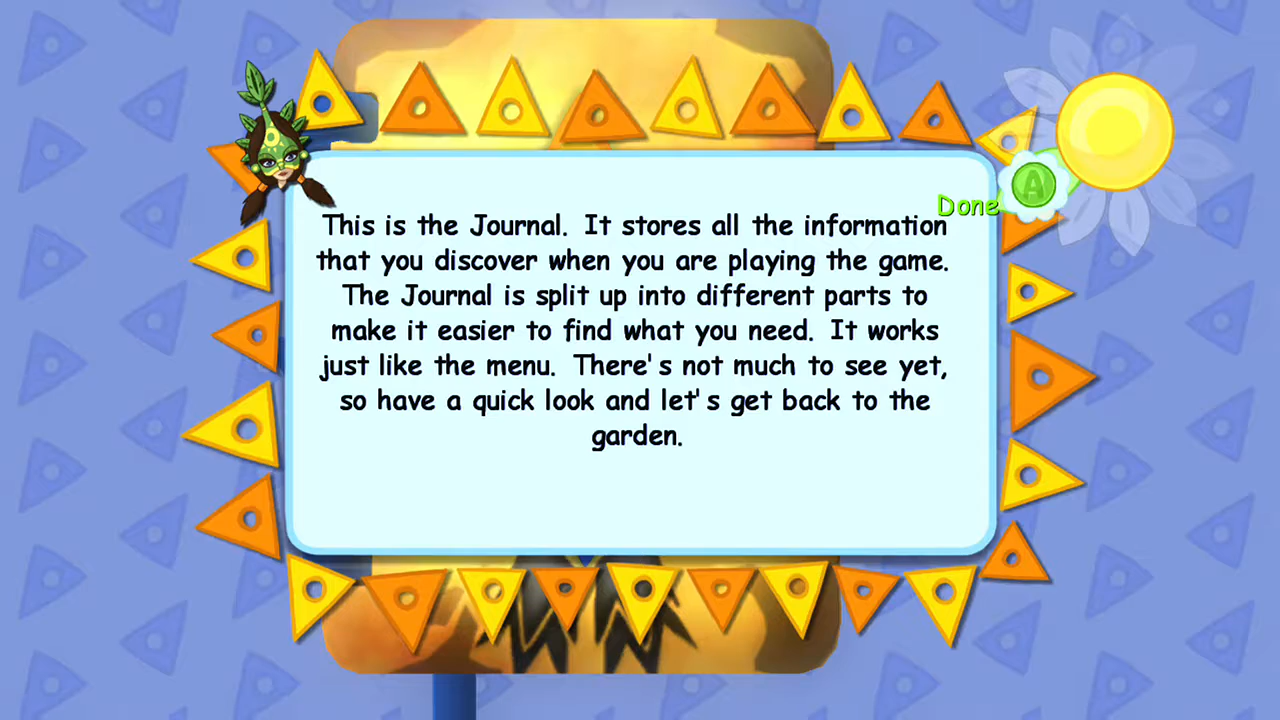 Done
A
This is the Journal. It stores all the information
that you discover when you are playing the game.
The Journal is split up into different parts to
make it easier to find what you need. It works
just like the menu. There's not much to see yet,
so have a quick look and let's get back to the
garden.